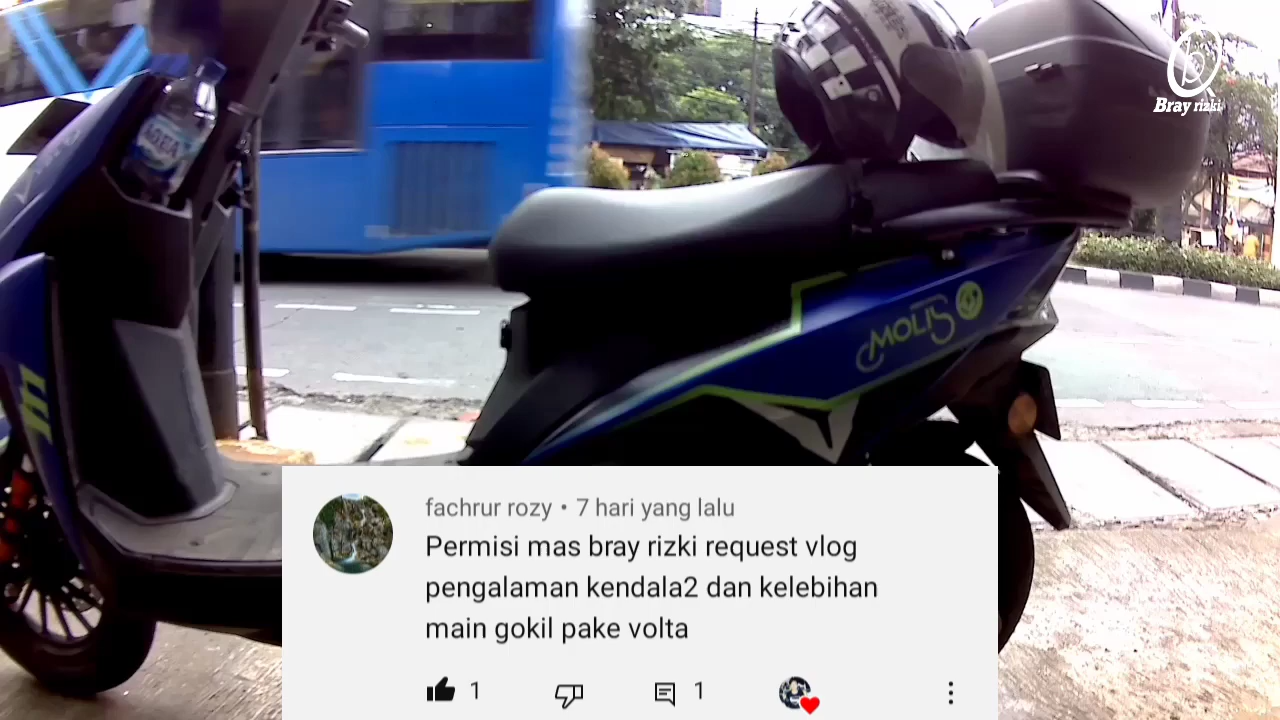 Bray rizki
MOLIS
fachrur rozy • 7 hari yang lalu
Permisi mas bray rizki request vlog
pengalaman kendala2 dan kelebihan
main gokil pake volta
1
1